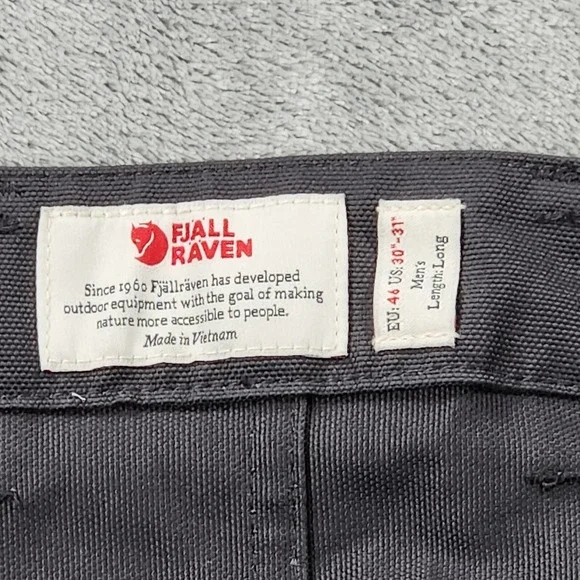 FJÄLL
RÄVEN
Since 1960 Fjällräven has developed
outdoor equipment with the goal of making
nature more accessible to people.
Made in Vietnam
EU: 46 US: 30"-31"
Men's
Length: Long